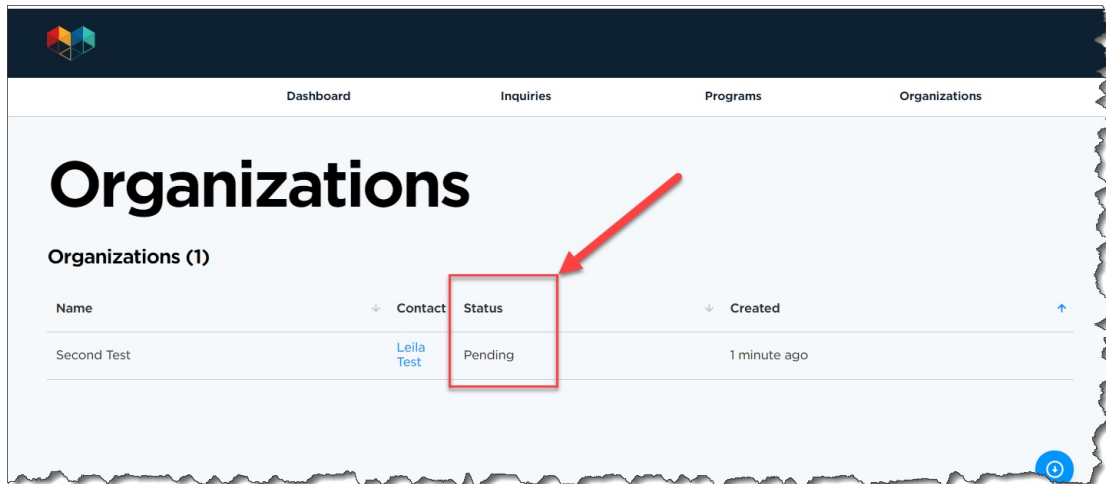 Dashboard Inquiries Programs Organizations
Organizations
Organizations (1)
Name Contact Status Created
Second Test Leila Test Pending 1 minute ago